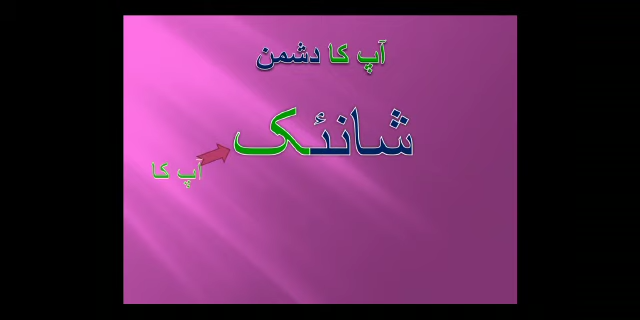 آپ کا دشمن
شانئک
آپ کا